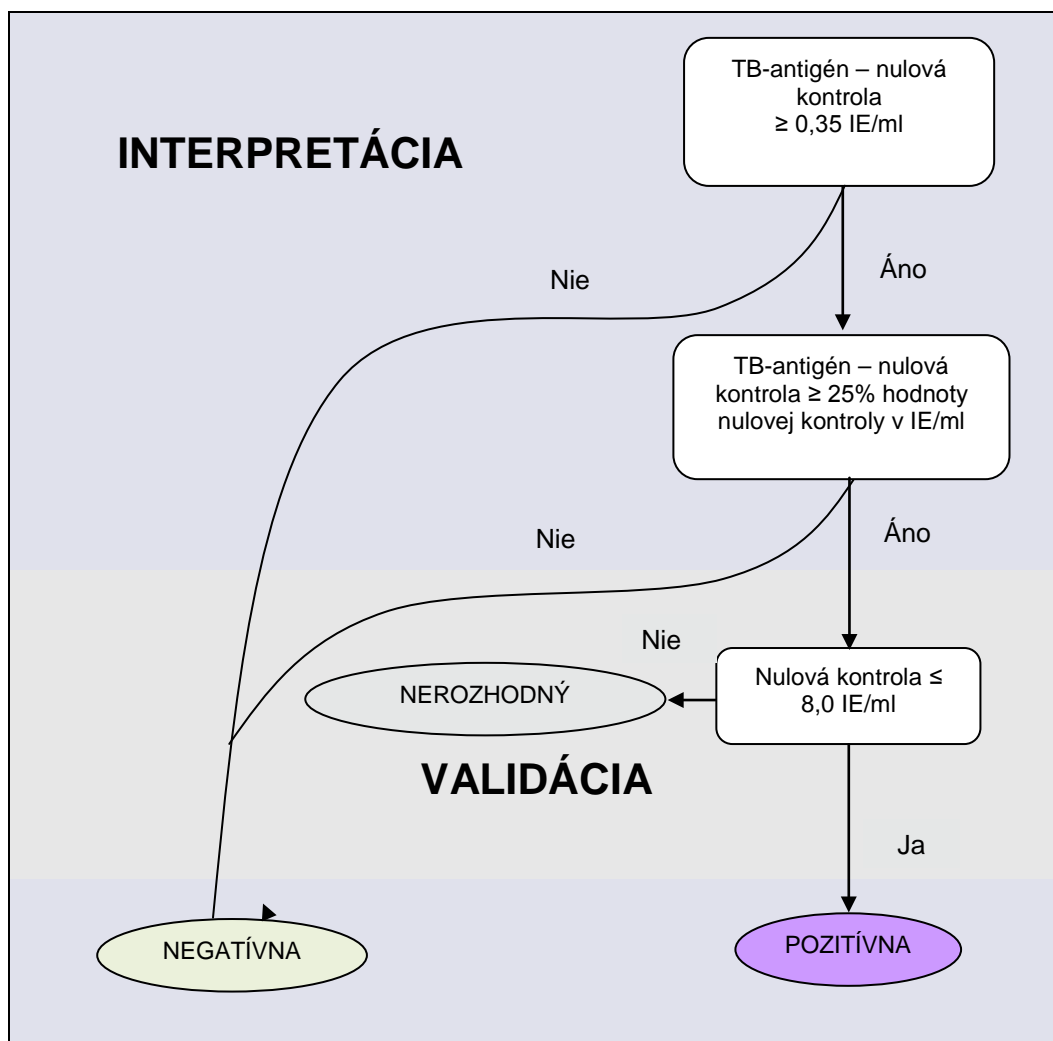 TB-antigén – nulová
kontrola
≥ 0,35 IE/ml
INTERPRETÁCIA
Nie
Áno
TB-antigén – nulová
kontrola ≥ 25% hodnoty
nulovej kontroly v IE/ml
Nie
Áno
Nie
Nulová kontrola ≤
8,0 IE/ml
NEROZHODNÝ
VALIDÁCIA
Ja
NEGATÍVNA
POZITÍVNA